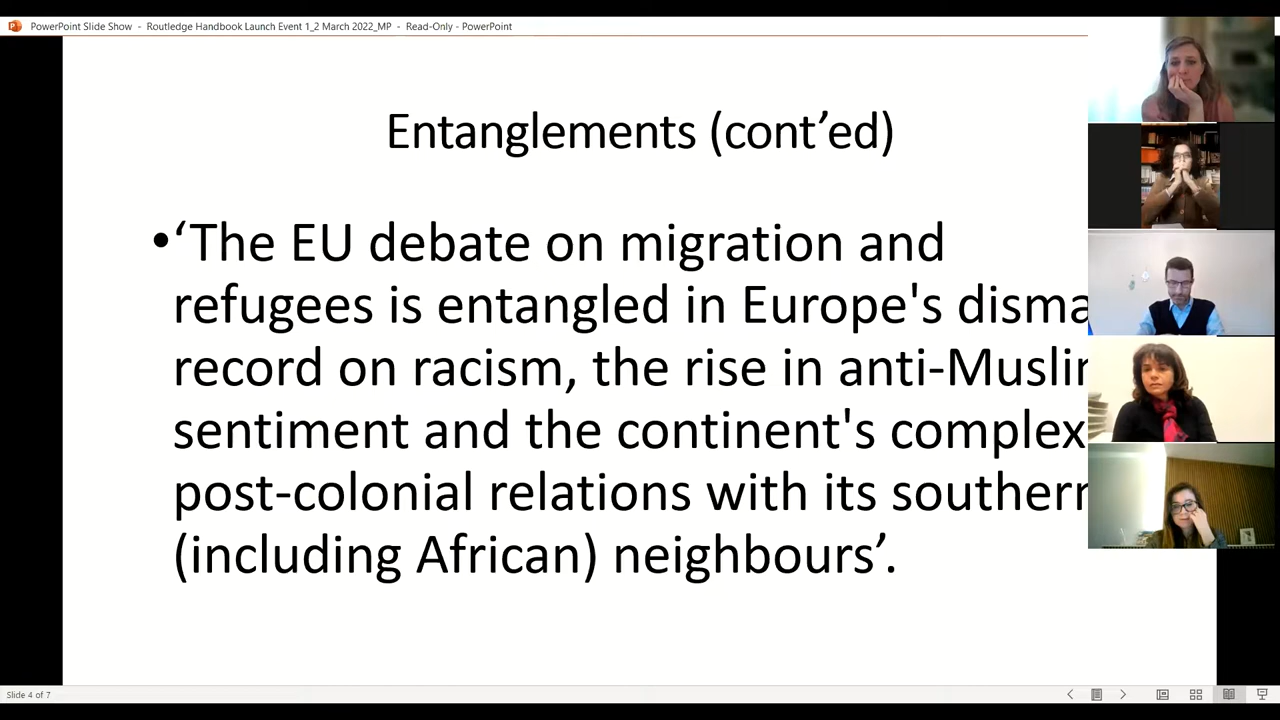 PowerPoint Slide Show - Routledge Handbook Launch Event 1_2 March 2022_MP - Read-Only - PowerPoint
Entanglements (cont’ed)
•‘The EU debate on migration and
refugees is entangled in Europe's disma
record on racism, the rise in anti-Muslim
sentiment and the continent's complex
post-colonial relations with its southern
(including African) neighbours’.
Slide 4 of 7